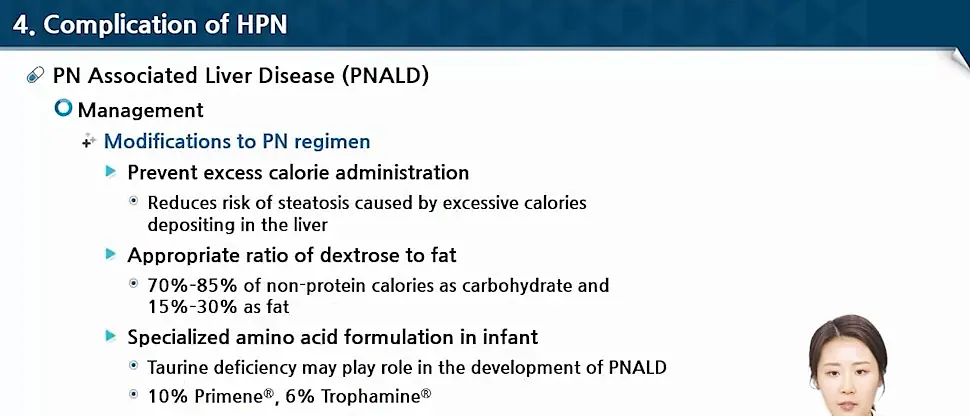 4. Complication of HPN
PN Associated Liver Disease (PNALD)
Management
Modifications to PN regimen
Prevent excess calorie administration
Reduces risk of steatosis caused by excessive calories
depositing in the liver
Appropriate ratio of dextrose to fat
70%-85% of non-protein calories as carbohydrate and
15%-30% as fat
Specialized amino acid formulation in infant
Taurine deficiency may play role in the development of PNALD
10% Primene®, 6% Trophamine®